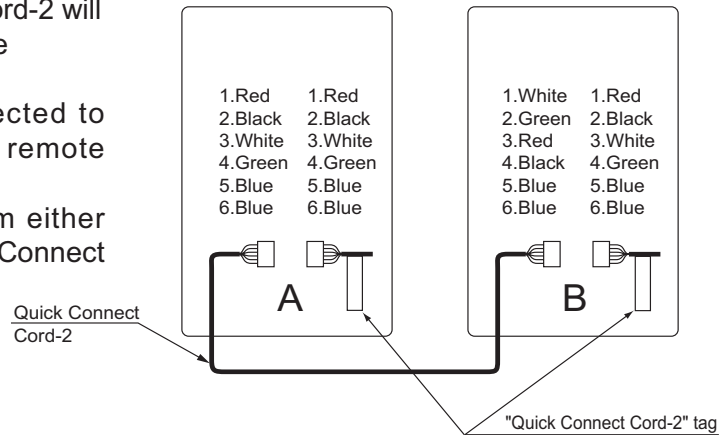 ord-2 will
e
ected to
remote
m either
Connect
1.Red 1.Red
2.Black 2.Black
3.White 3.White
4.Green 4.Green
5.Blue 5.Blue
6.Blue 6.Blue
A
1.White 1.Red
2.Green 2.Black
3.Red 3.White
4.Black 4.Green
5.Blue 5.Blue
6.Blue 6.Blue
B
Quick Connect
Cord-2
"Quick Connect Cord-2" tag